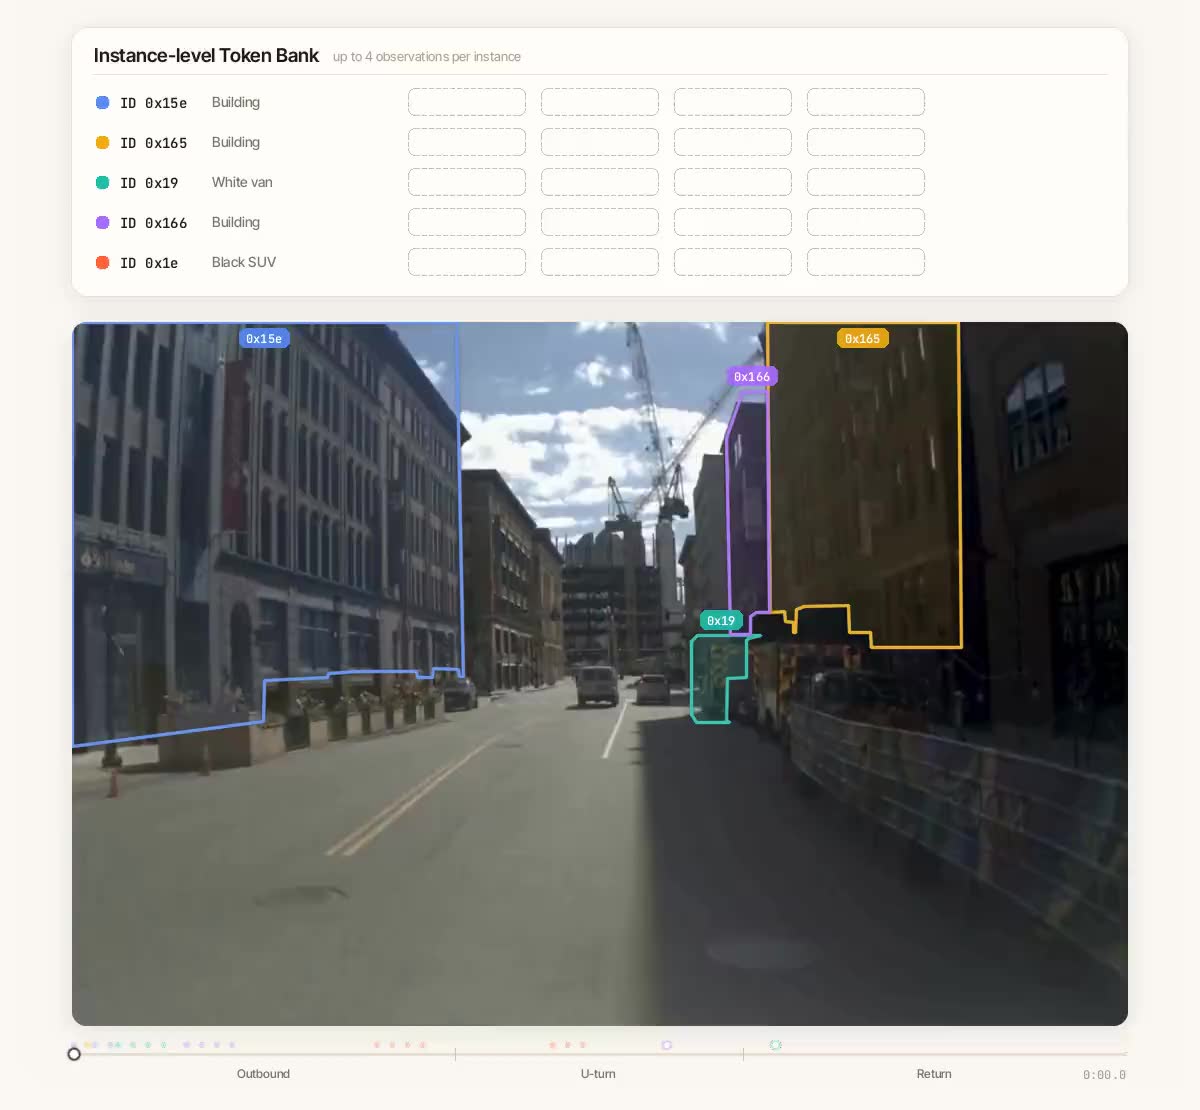 Instance-level Token Bank up to 4 observations per instance
ID 0x15e Building
ID 0x165 Building
ID 0x19 White van
ID 0x166 Building
ID 0x1e Black SUV
0x15e
0x165
0x166
0x19
Outbound U-turn Return 0:00.0